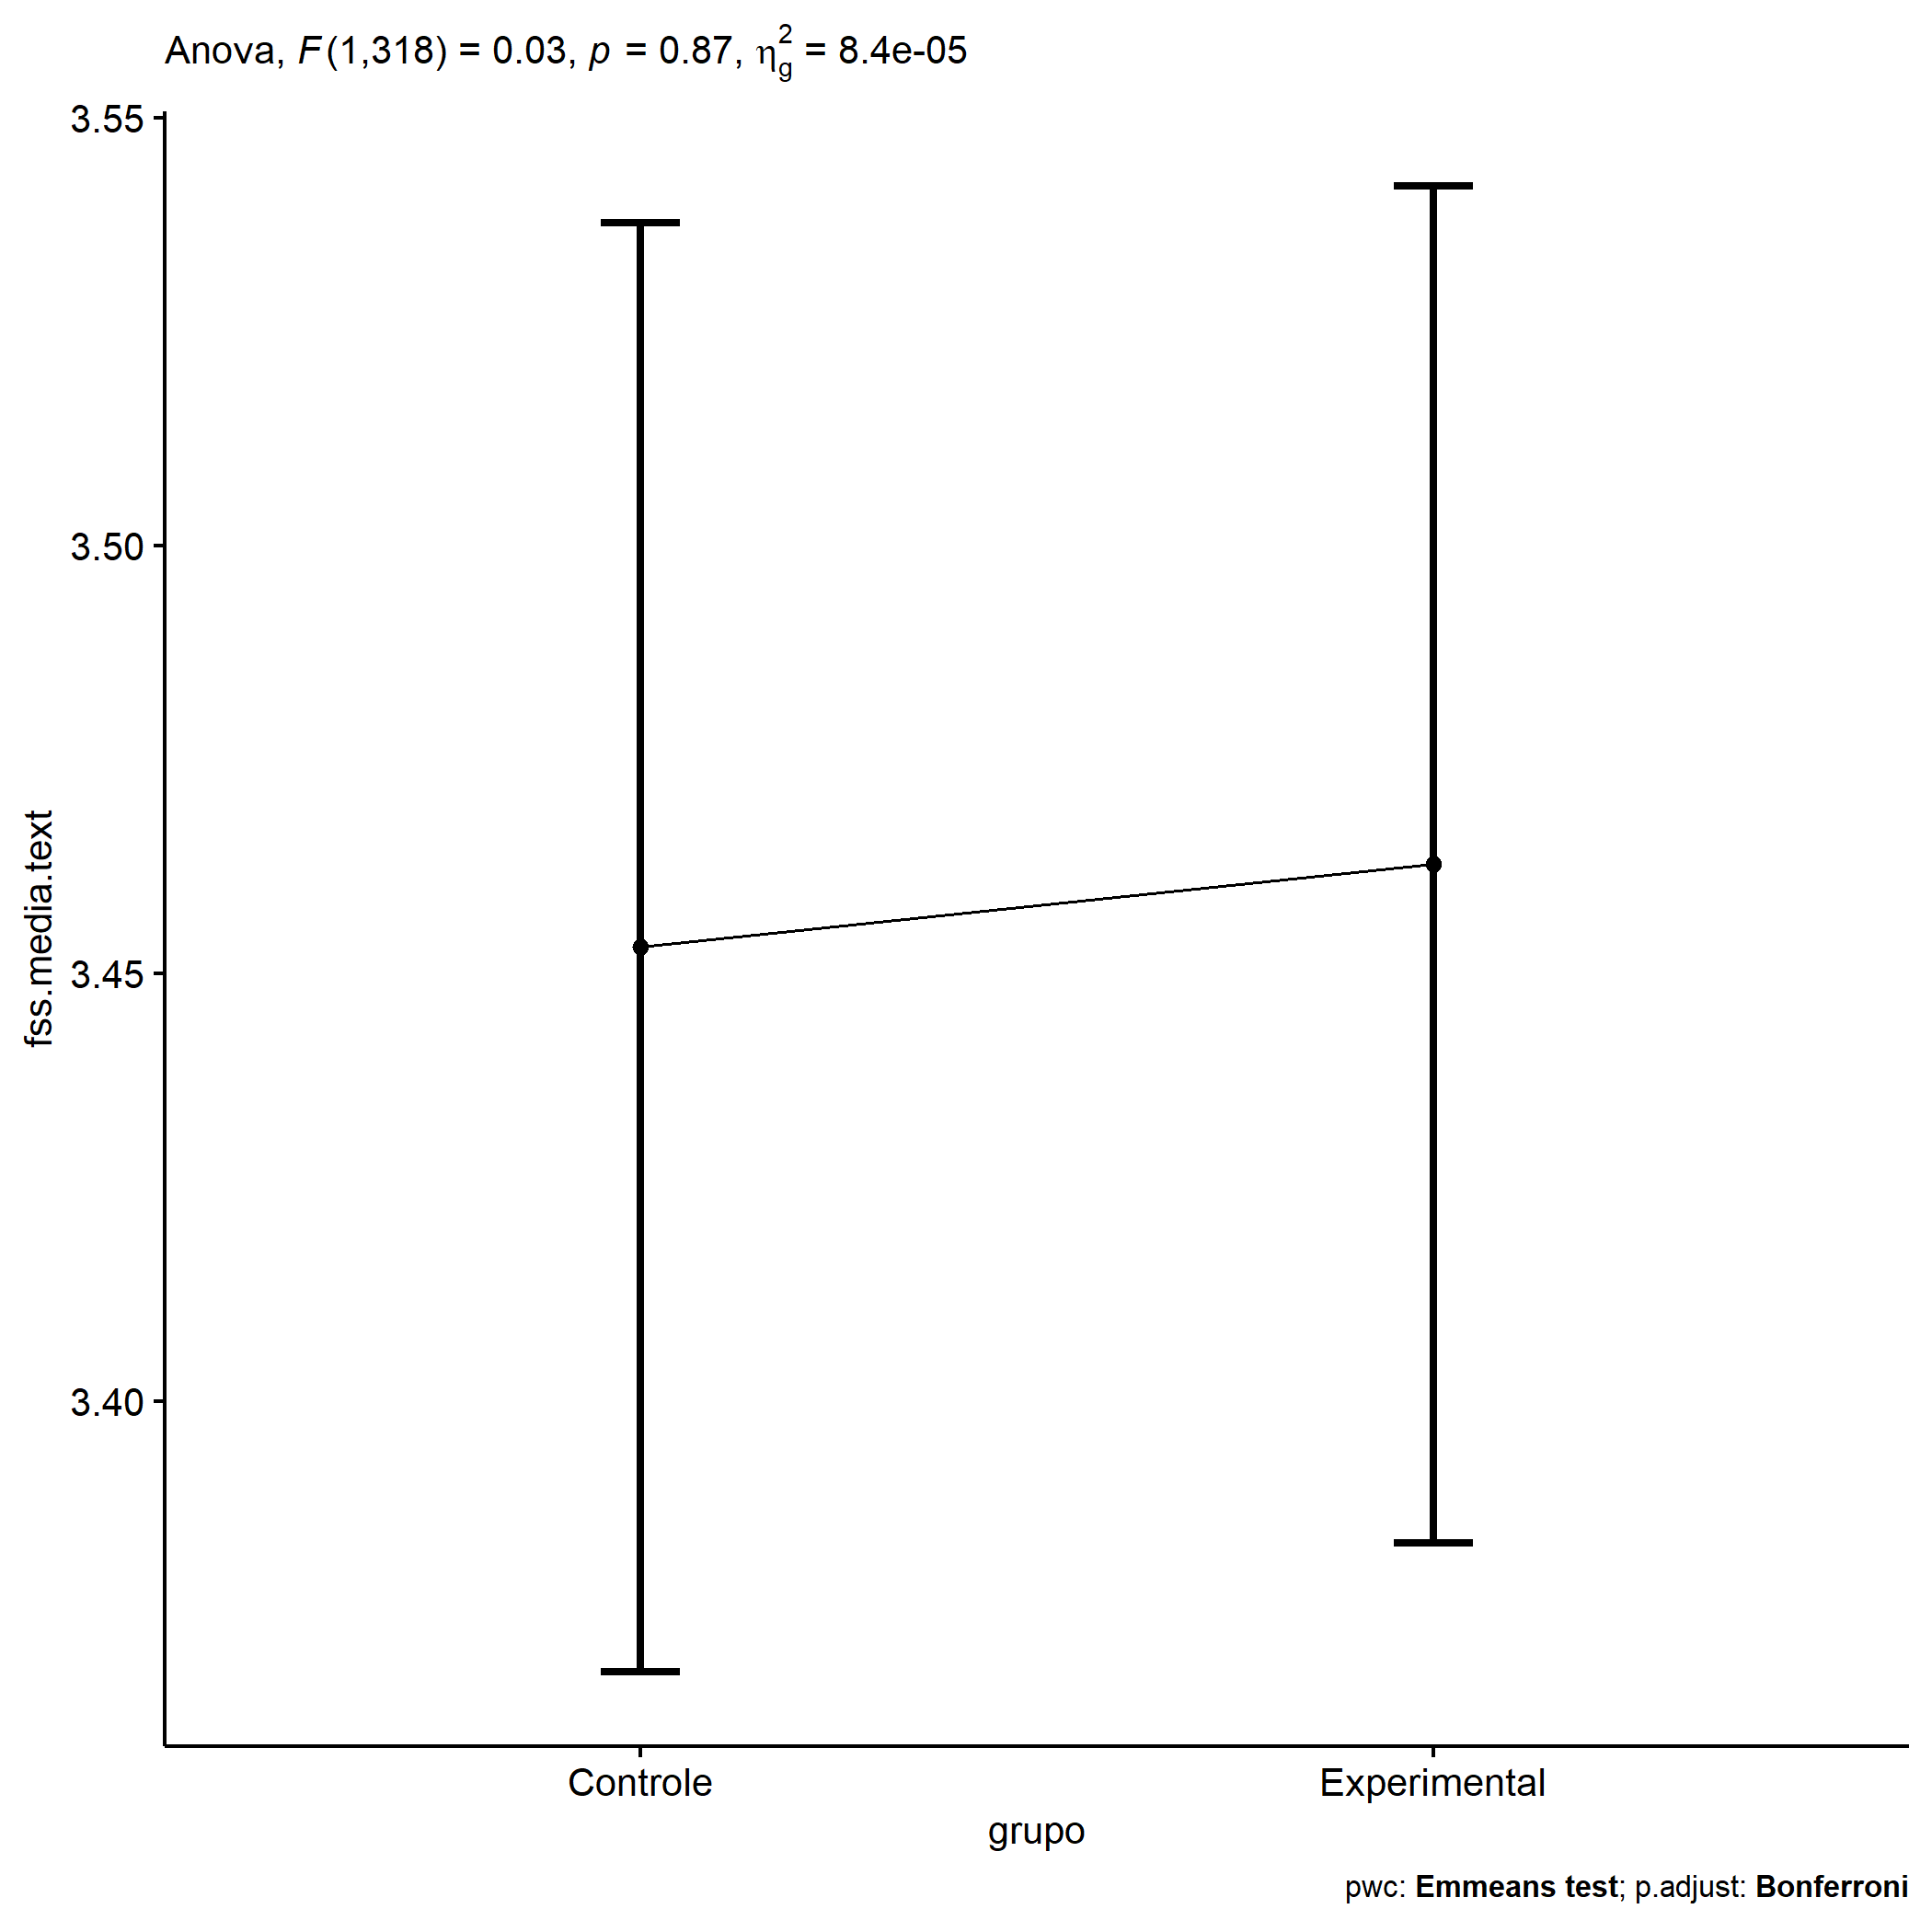 Anova, F(1,318) = 0.03, p = 0.87, η²g = 8.4e-05
3.55
3.50
3.45
3.40
fss.media.text
Controle
Experimental
grupo
pwc: Emmeans test; p.adjust: Bonferroni